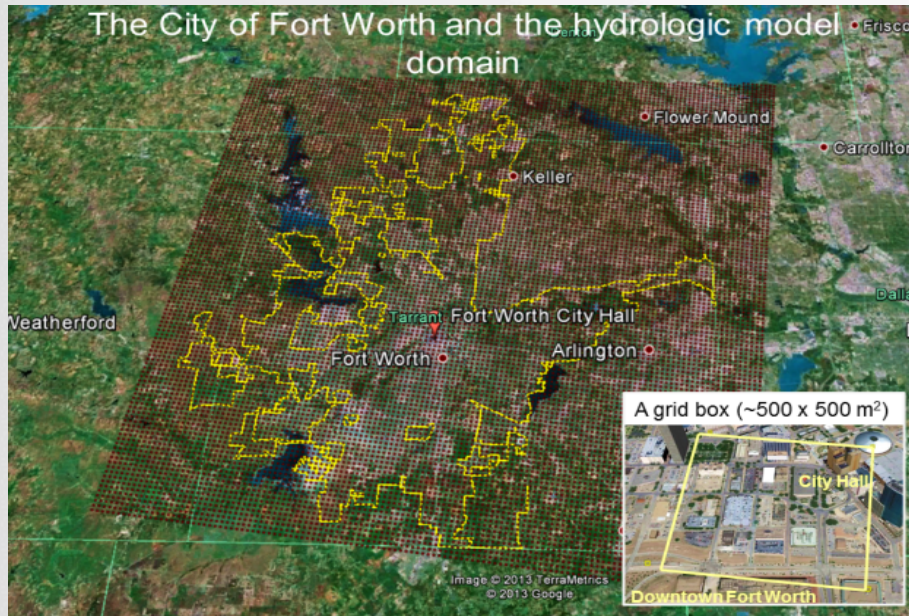 The City of Fort Worth and the hydrologic model
domain
Frisco
Flower Mound
Carrollton
Keller
Weatherford
Tarrant
Fort Worth City Hall
Fort Worth
Arlington
A grid box (~500 x 500 m²)
City Hall
Downtown Fort Worth
Image © 2013 TerraMetrics
© 2013 Google